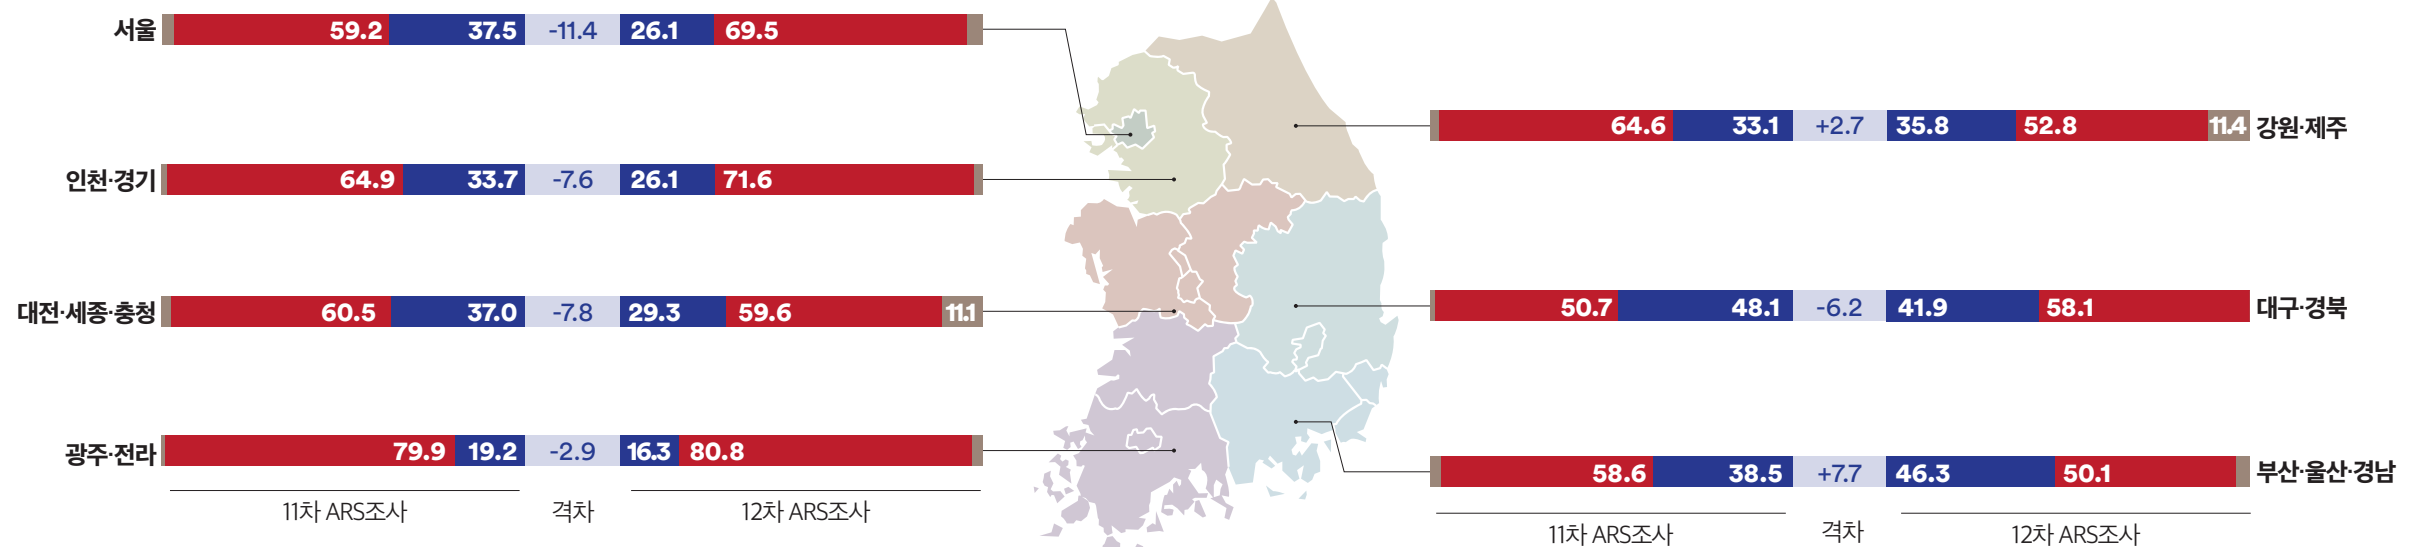 서울 59.2 37.5 -11.4 26.1 69.5
인천·경기 64.9 33.7 -7.6 26.1 71.6
대전·세종·충청 60.5 37.0 -7.8 29.3 59.6 11.1
광주·전라 79.9 19.2 -2.9 16.3 80.8
11차 ARS조사 격차 12차 ARS조사
64.6 33.1 +2.7 35.8 52.8 11.4 강원·제주
50.7 48.1 -6.2 41.9 58.1 대구·경북
58.6 38.5 +7.7 46.3 50.1 부산·울산·경남
11차 ARS조사 격차 12차 ARS조사